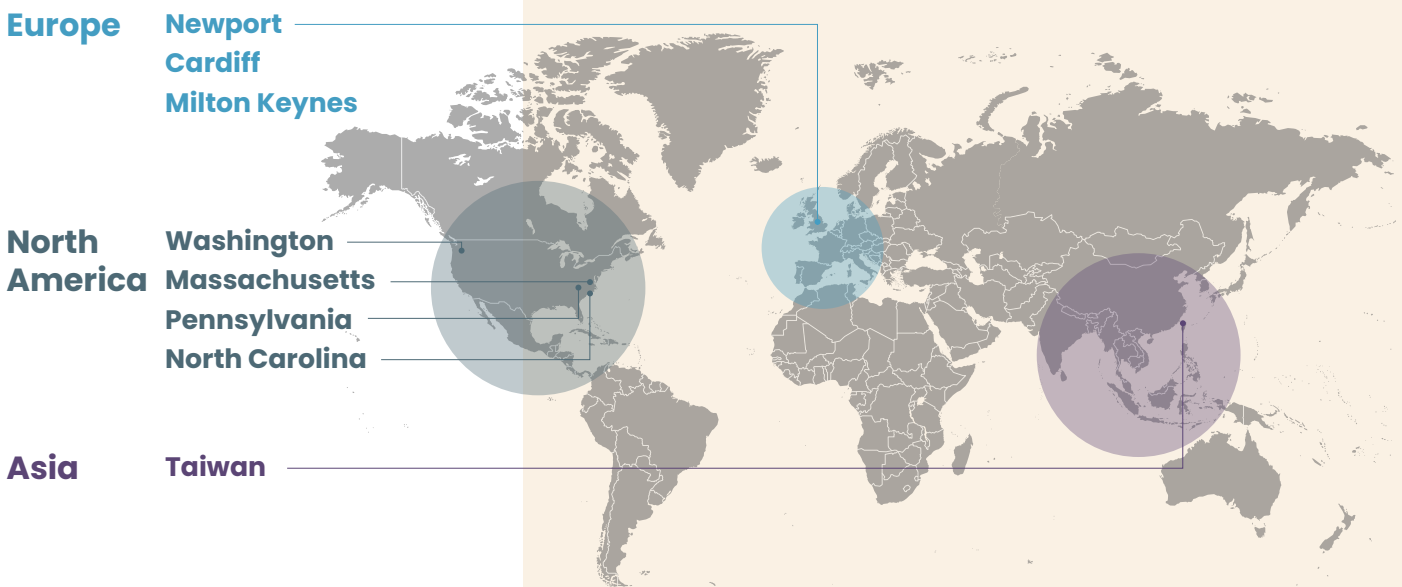 Europe
Newport
Cardiff
Milton Keynes
North
America
Washington
Massachusetts
Pennsylvania
North Carolina
Asia
Taiwan